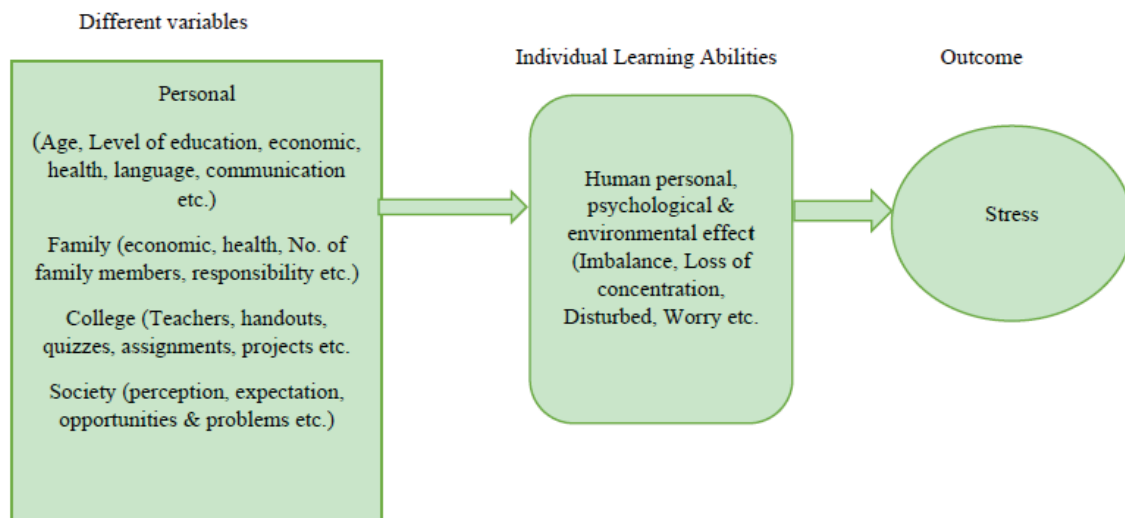 Different variables
Individual Learning Abilities
Outcome
Personal
(Age, Level of education, economic,
health, language, communication
etc.)
Family (economic, health, No. of
family members, responsibility etc.)
College (Teachers, handouts,
quizzes, assignments, projects etc.
Society (perception, expectation,
opportunities & problems etc.)
Human personal,
psychological &
environmental effect
(Imbalance, Loss of
concentration,
Disturbed, Worry etc.
Stress